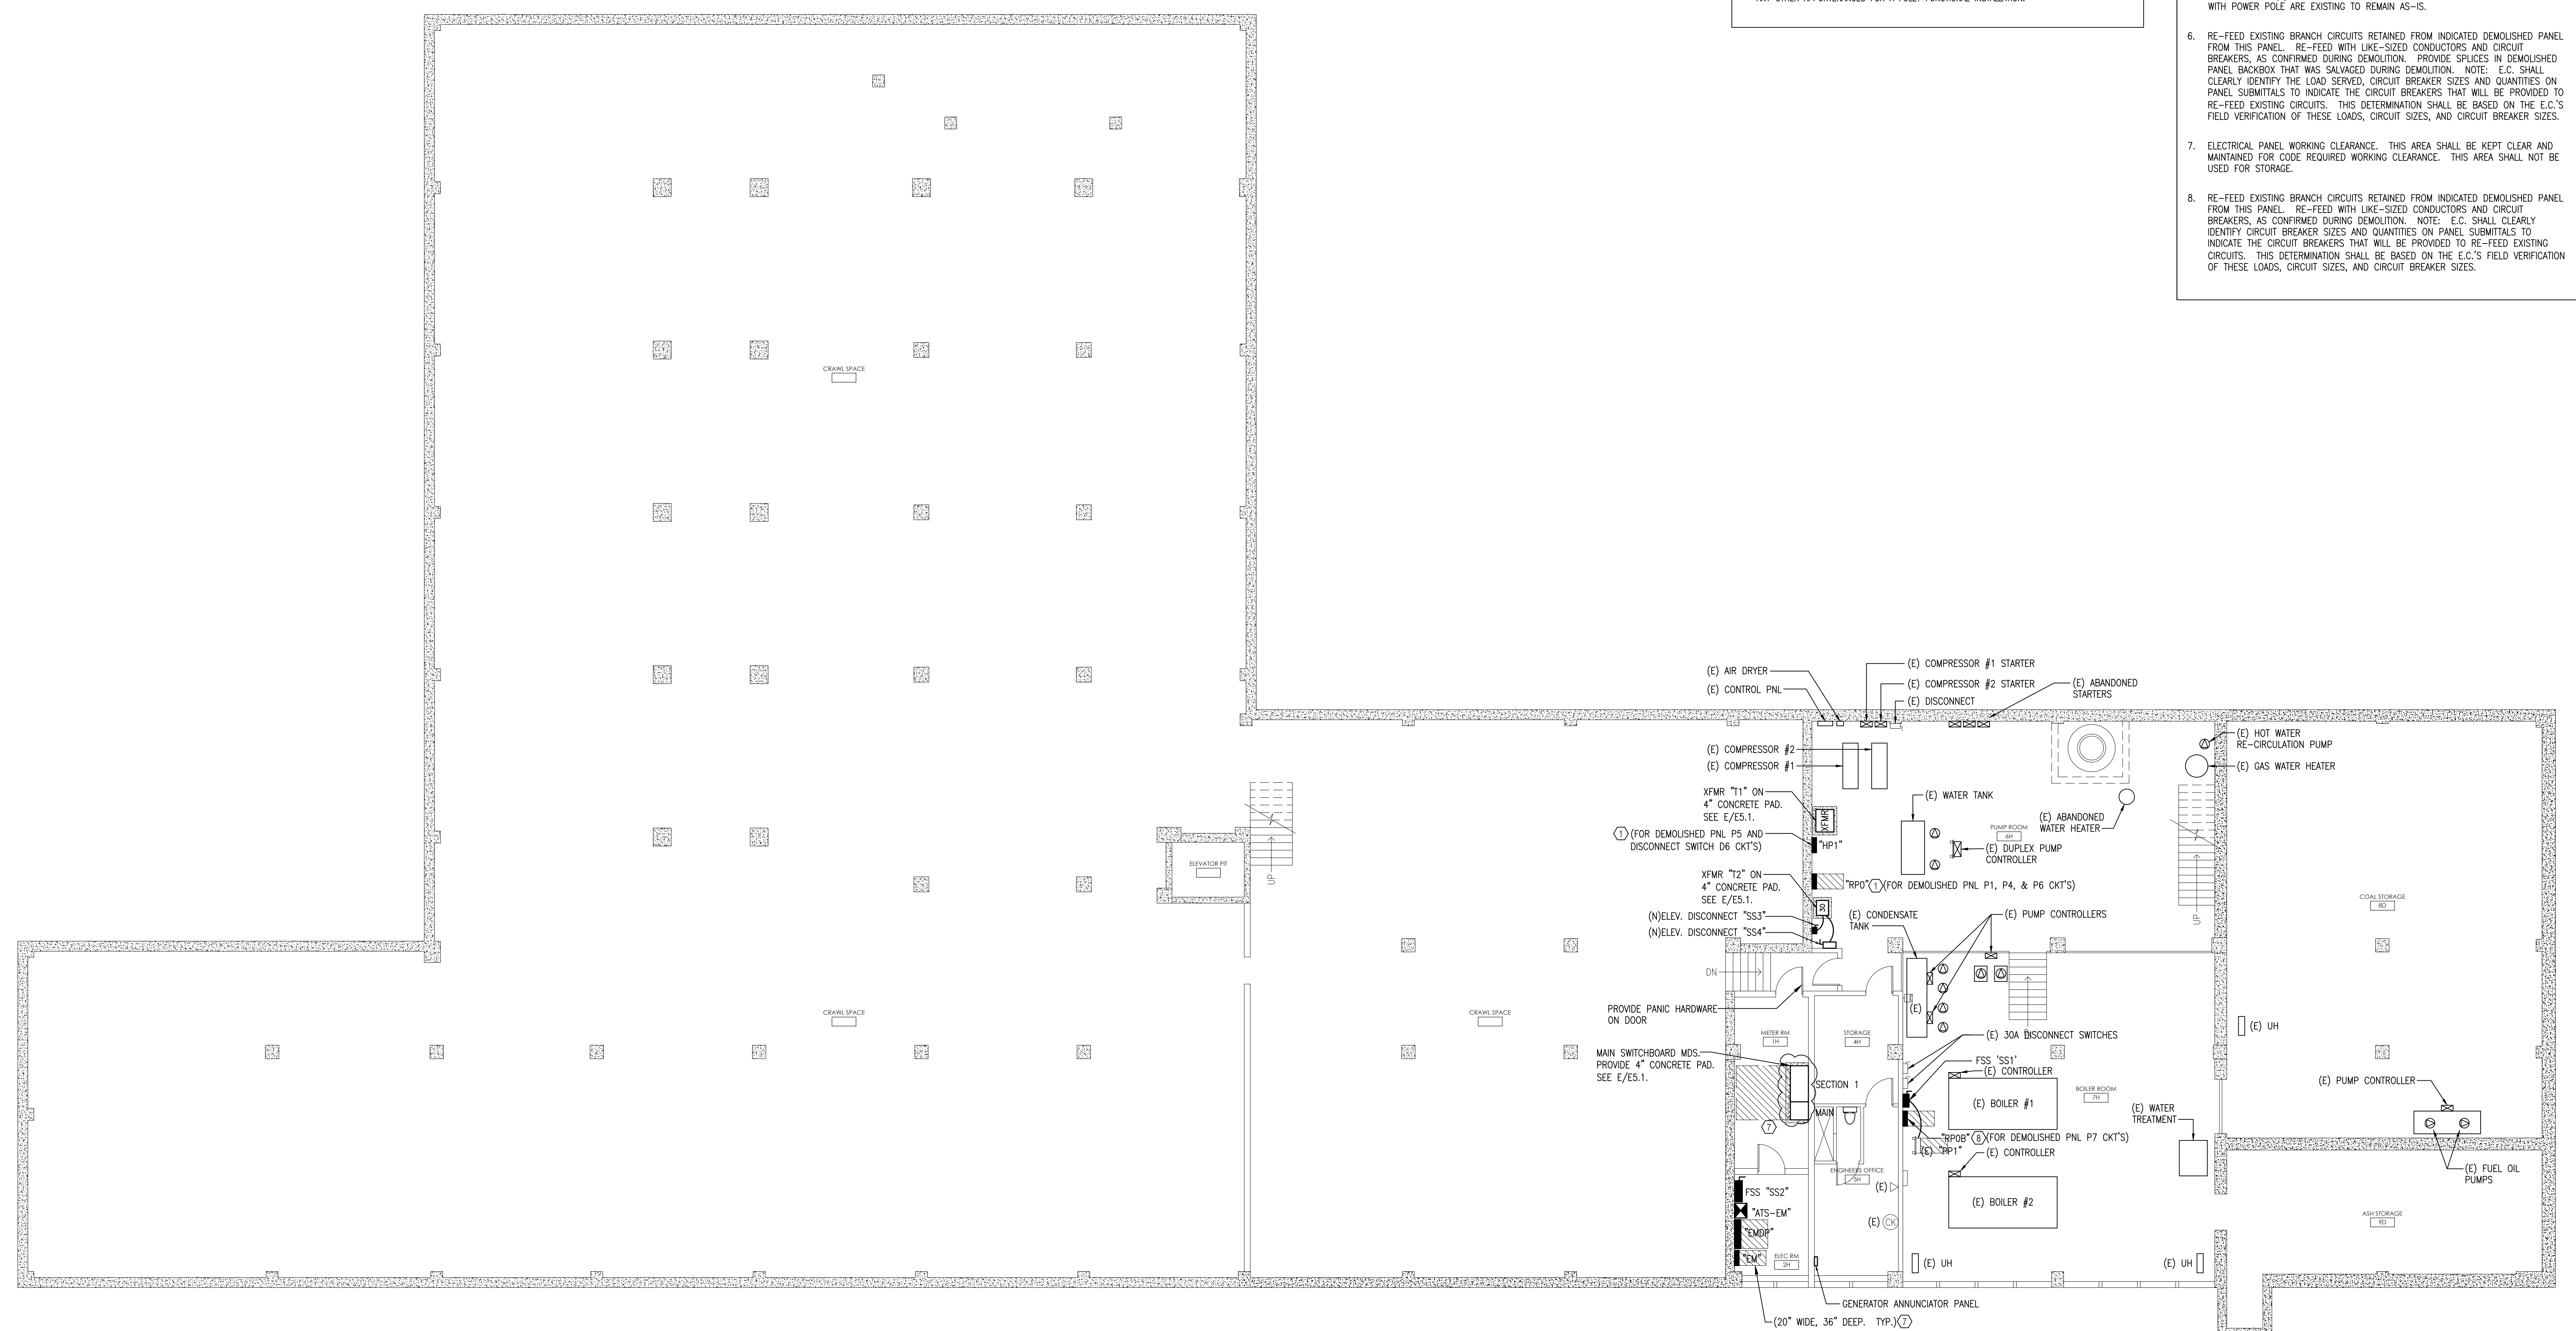 WITH POWER POLE ARE EXISTING TO REMAIN AS-IS.
6. RE-FEED EXISTING BRANCH CIRCUITS RETAINED FROM INDICATED DEMOLISHED PANEL
FROM THIS PANEL. RE-FEED WITH LIKE-SIZED CONDUCTORS AND CIRCUIT
BREAKERS, AS CONFIRMED DURING DEMOLITION. PROVIDE SPLICES IN DEMOLISHED
PANEL BACKBOX THAT WAS SALVAGED DURING DEMOLITION. NOTE: E.C. SHALL
CLEARLY IDENTIFY THE LOAD SERVED, CIRCUIT BREAKER SIZES AND QUANTITIES ON
PANEL SUBMITTALS TO INDICATE THE CIRCUIT BREAKERS THAT WILL BE PROVIDED TO
RE-FEED EXISTING CIRCUITS. THIS DETERMINATION SHALL BE BASED ON THE E.C.'S
FIELD VERIFICATION OF THESE LOADS, CIRCUIT SIZES, AND CIRCUIT BREAKER SIZES.
7. ELECTRICAL PANEL WORKING CLEARANCE. THIS AREA SHALL BE KEPT CLEAR AND
MAINTAINED FOR CODE REQUIRED WORKING CLEARANCE. THIS AREA SHALL NOT BE
USED FOR STORAGE.
8. RE-FEED EXISTING BRANCH CIRCUITS RETAINED FROM INDICATED DEMOLISHED PANEL
FROM THIS PANEL. RE-FEED WITH LIKE-SIZED CONDUCTORS AND CIRCUIT
BREAKERS, AS CONFIRMED DURING DEMOLITION. NOTE: E.C. SHALL CLEARLY
IDENTIFY CIRCUIT BREAKER SIZES AND QUANTITIES ON PANEL SUBMITTALS TO
INDICATE THE CIRCUIT BREAKERS THAT WILL BE PROVIDED TO RE-FEED EXISTING
CIRCUITS. THIS DETERMINATION SHALL BE BASED ON THE E.C.'S FIELD VERIFICATION
OF THESE LOADS, CIRCUIT SIZES, AND CIRCUIT BREAKER SIZES.
CRAWL SPACE
(E) AIR DRYER
(E) CONTROL PNL
(E) COMPRESSOR #1 STARTER
(E) COMPRESSOR #2 STARTER
(E) DISCONNECT
(E) ABANDONED
STARTERS
(E) COMPRESSOR #2
(E) COMPRESSOR #1
(E) HOT WATER
RE-CIRCULATION PUMP
(E) GAS WATER HEATER
XFMR "T1" ON
4" CONCRETE PAD.
SEE E/E5.1.
XFMR
(E) WATER TANK
(E) ABANDONED
WATER HEATER
PUMP ROOM
6H
1 (FOR DEMOLISHED PNL P5 AND
DISCONNECT SWITCH D6 CKT'S)
"HP1"
(E) DUPLEX PUMP
CONTROLLER
ELEVATOR PIT
UP
XFMR "T2" ON
4" CONCRETE PAD.
SEE E/E5.1.
30
"RP0" 1 (FOR DEMOLISHED PNL P1, P4, & P6 CKT'S)
(N)ELEV. DISCONNECT "SS3"
(N)ELEV. DISCONNECT "SS4"
(E) CONDENSATE
TANK
(E) PUMP CONTROLLERS
UP
COAL STORAGE
8D
DN
CRAWL SPACE
CRAWL SPACE
PROVIDE PANIC HARDWARE
ON DOOR
(E)
UP
(E) UH
METER RM
1H
STORAGE
4H
(E) 30A DISCONNECT SWITCHES
MAIN SWITCHBOARD MDS.
PROVIDE 4" CONCRETE PAD.
SEE E/E5.1.
SECTION 1
MAIN
7
FSS 'SS1'
(E) CONTROLLER
(E) BOILER #1
BOILER ROOM
7H
(E) PUMP CONTROLLER
(E) WATER
TREATMENT
"RP0B" 8 (FOR DEMOLISHED PNL P7 CKT'S)
(E) "PP1"
(E) CONTROLLER
ENGINEERS OFFICE
5H
(E)
(E) FUEL OIL
PUMPS
FSS "SS2"
"ATS-EM"
"EMDP"
"EM"
(E) BOILER #2
(E) CK
ASH STORAGE
9D
ELEC RM
2H
(E) UH
(E) UH
GENERATOR ANNUNCIATOR PANEL
(20" WIDE, 36" DEEP. TYP.) 7